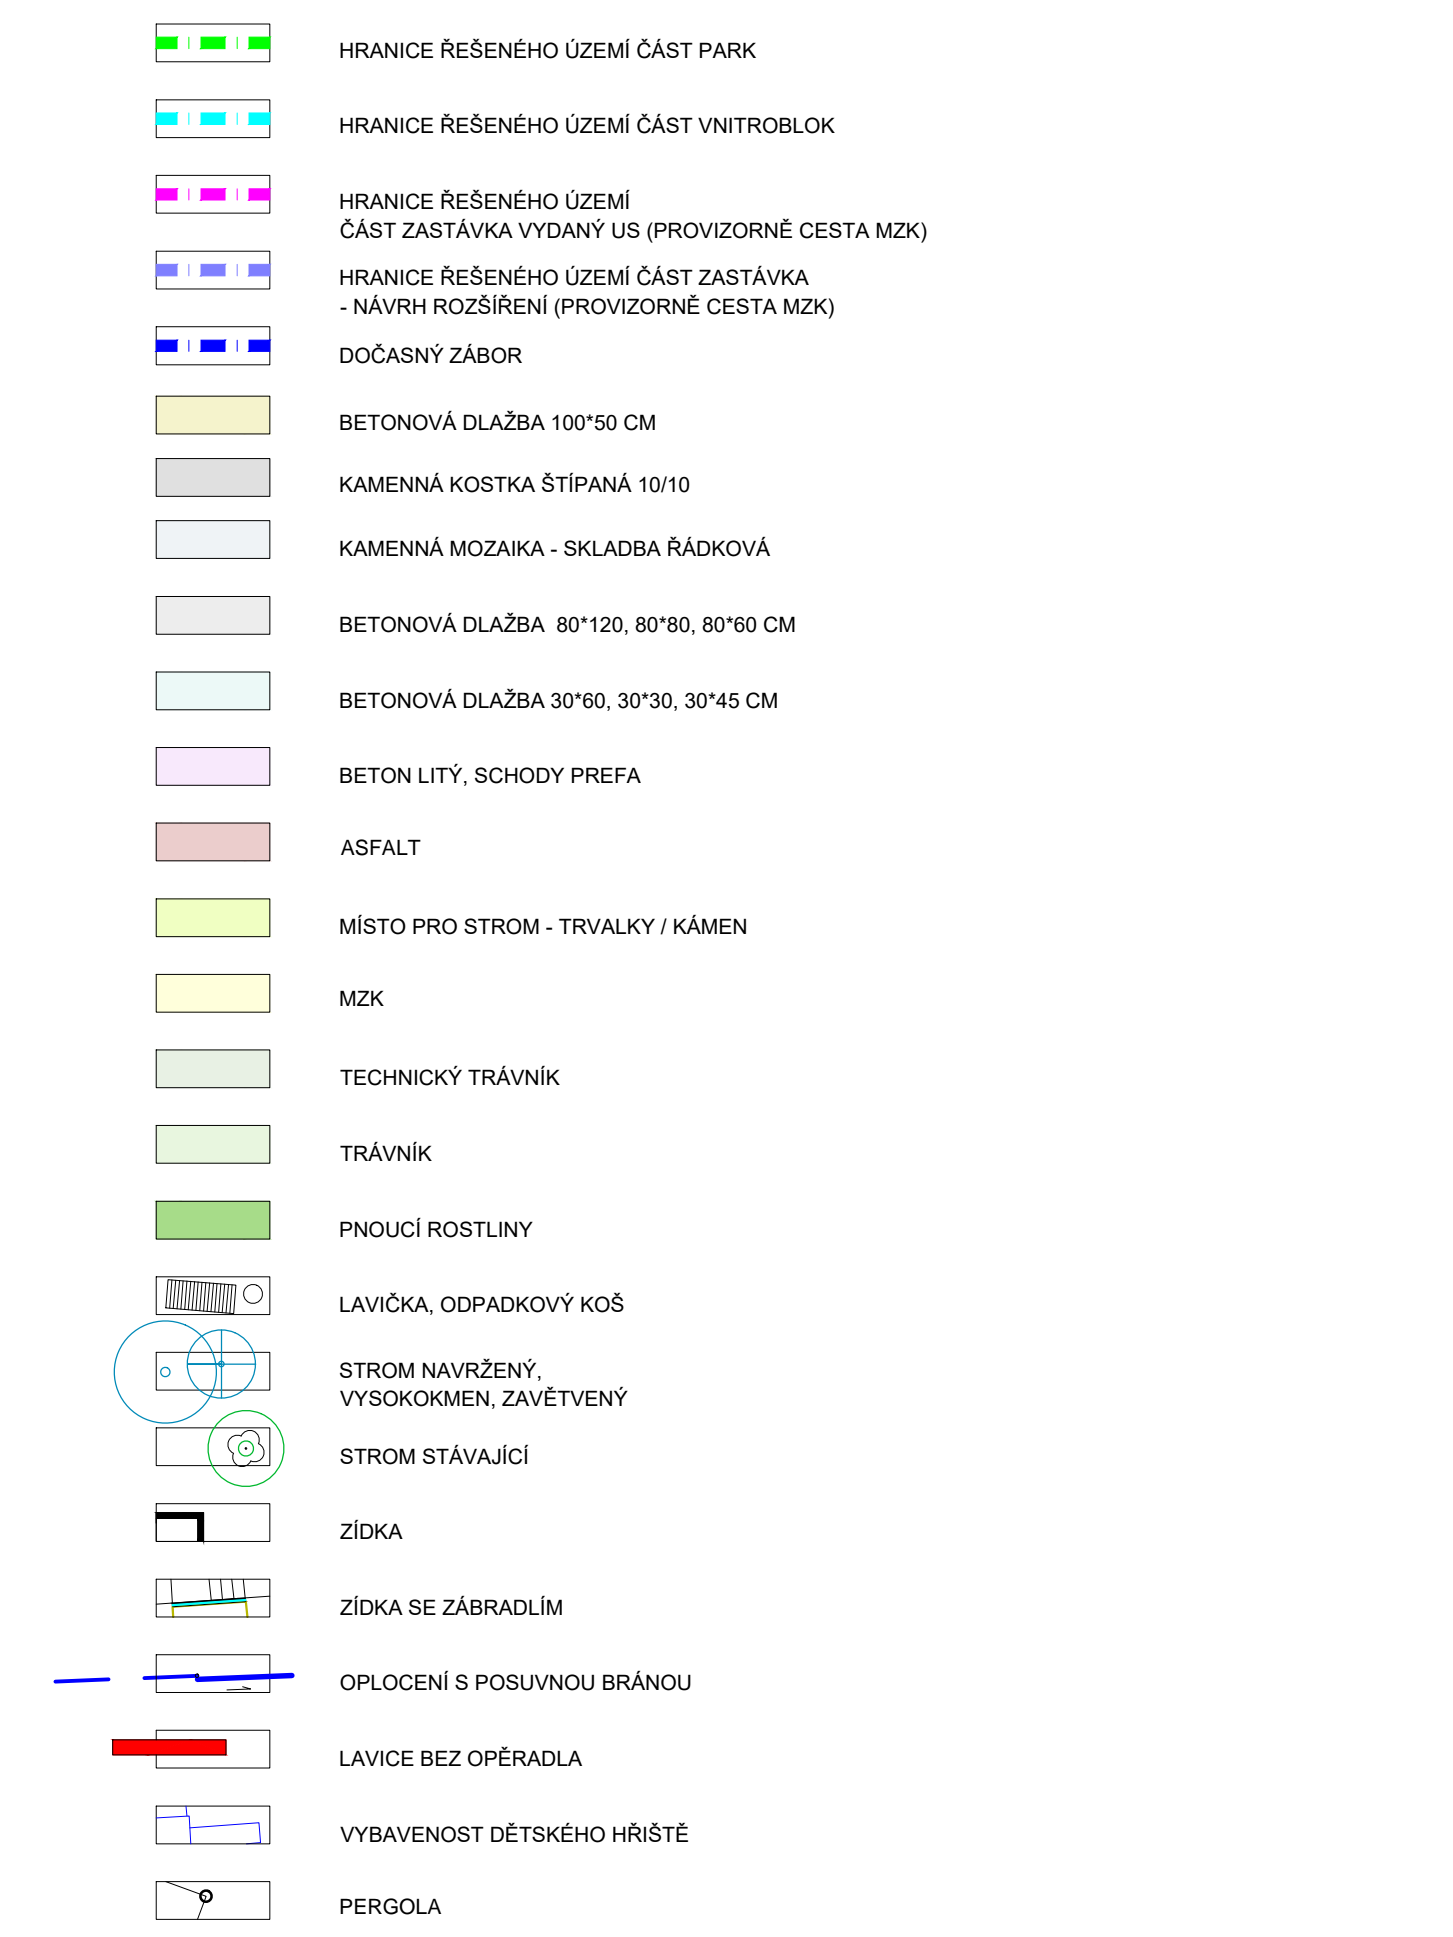 HRANICE ŘEŠENÉHO ÚZEMÍ ČÁST PARK
HRANICE ŘEŠENÉHO ÚZEMÍ ČÁST VNITROBLOK
HRANICE ŘEŠENÉHO ÚZEMÍ
ČÁST ZASTÁVKA VYDANÝ US (PROVIZORNĚ CESTA MZK)
HRANICE ŘEŠENÉHO ÚZEMÍ ČÁST ZASTÁVKA
- NÁVRH ROZŠÍŘENÍ (PROVIZORNĚ CESTA MZK)
DOČASNÝ ZÁBOR
BETONOVÁ DLAŽBA 100*50 CM
KAMENNÁ KOSTKA ŠTÍPANÁ 10/10
KAMENNÁ MOZAIKA - SKLADBA ŘÁDKOVÁ
BETONOVÁ DLAŽBA  80*120, 80*80, 80*60 CM
BETONOVÁ DLAŽBA 30*60, 30*30, 30*45 CM
BETON LITÝ, SCHODY PREFA
ASFALT
MÍSTO PRO STROM - TRVALKY / KÁMEN
MZK
TECHNICKÝ TRÁVNÍK
TRÁVNÍK
PNOUCÍ ROSTLINY
LAVIČKA, ODPADKOVÝ KOŠ
STROM NAVRŽENÝ,
VYSOKOKMEN, ZAVĚTVENÝ
STROM STÁVAJÍCÍ
ZÍDKA
ZÍDKA SE ZÁBRADLÍM
OPLOCENÍ S POSUVNOU BRÁNOU
LAVICE BEZ OPĚRADLA
VYBAVENOST DĚTSKÉHO HŘIŠTĚ
PERGOLA